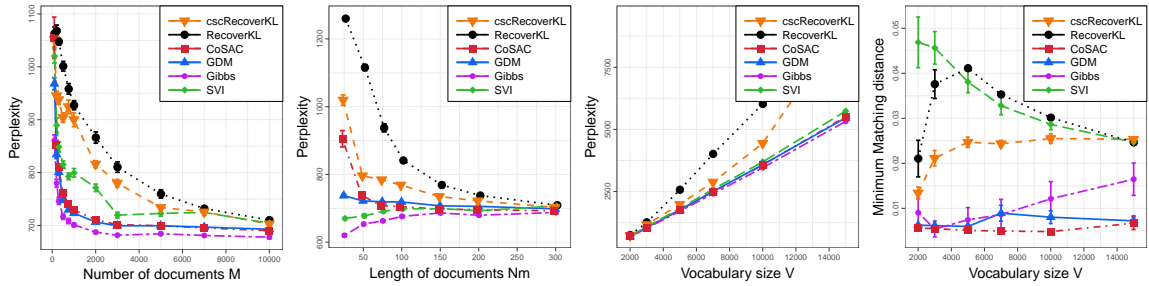 Perplexity
700
800
900
1000
1100
0
2000
4000
6000
8000
10000
Number of documents M
cscRecoverKL
RecoverKL
CoSAC
GDM
Gibbs
SVI
Perplexity
600
800
1000
1200
50
100
150
200
250
300
Length of documents Nm
cscRecoverKL
RecoverKL
CoSAC
GDM
Gibbs
SVI
Perplexity
2500
5000
7500
2000
4000
6000
8000
10000
12000
14000
Vocabulary size V
cscRecoverKL
RecoverKL
CoSAC
GDM
Gibbs
SVI
Minimum Matching distance
0.01
0.02
0.03
0.04
0.05
2000
4000
6000
8000
10000
12000
14000
Vocabulary size V
cscRecoverKL
RecoverKL
CoSAC
GDM
Gibbs
SVI